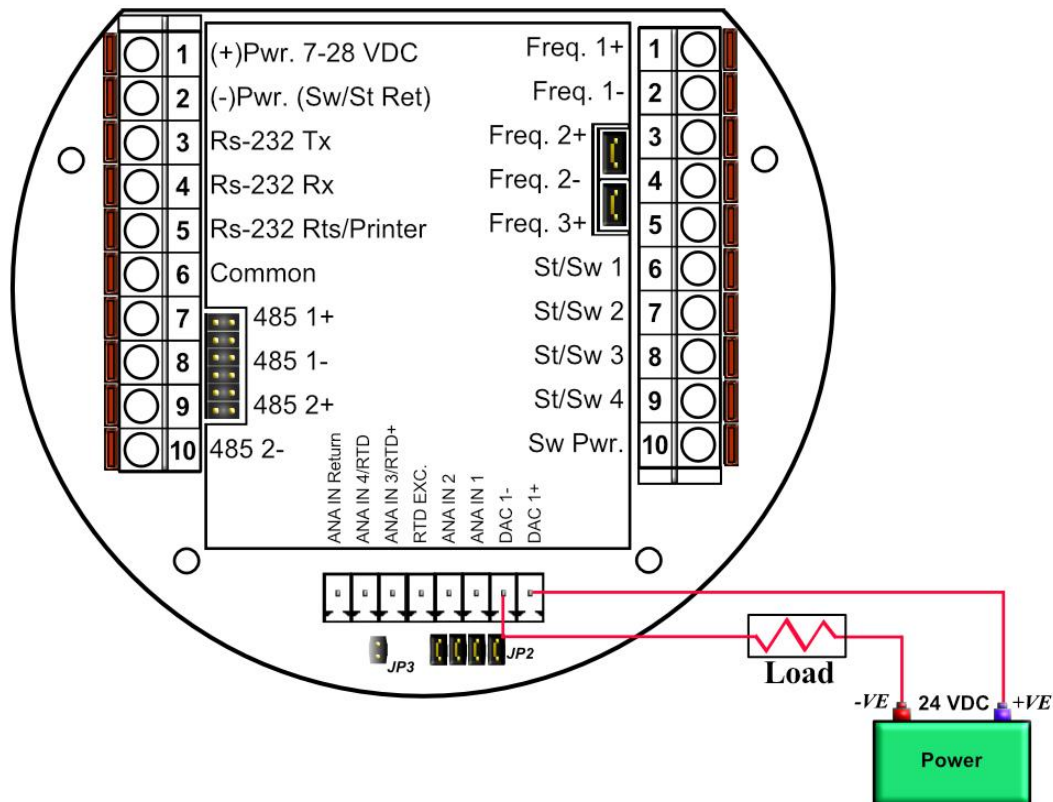 1 (+)Pwr. 7-28 VDC
2 (-)Pwr. (Sw/St Ret)
3 Rs-232 Tx
4 Rs-232 Rx
5 Rs-232 Rts/Printer
6 Common
7 485 1+
8 485 1-
9 485 2+
10 485 2-
Freq. 1+ 1
Freq. 1- 2
Freq. 2+ 3
Freq. 2- 4
Freq. 3+ 5
St/Sw 1 6
St/Sw 2 7
St/Sw 3 8
St/Sw 4 9
Sw Pwr. 10
ANA IN Return
ANA IN 4/RTD
ANA IN 3/RTD+
RTD EXC.
ANA IN 2
ANA IN 1
DAC 1-
DAC 1+
JP3
JP2
Load
-VE 24 VDC +VE
Power